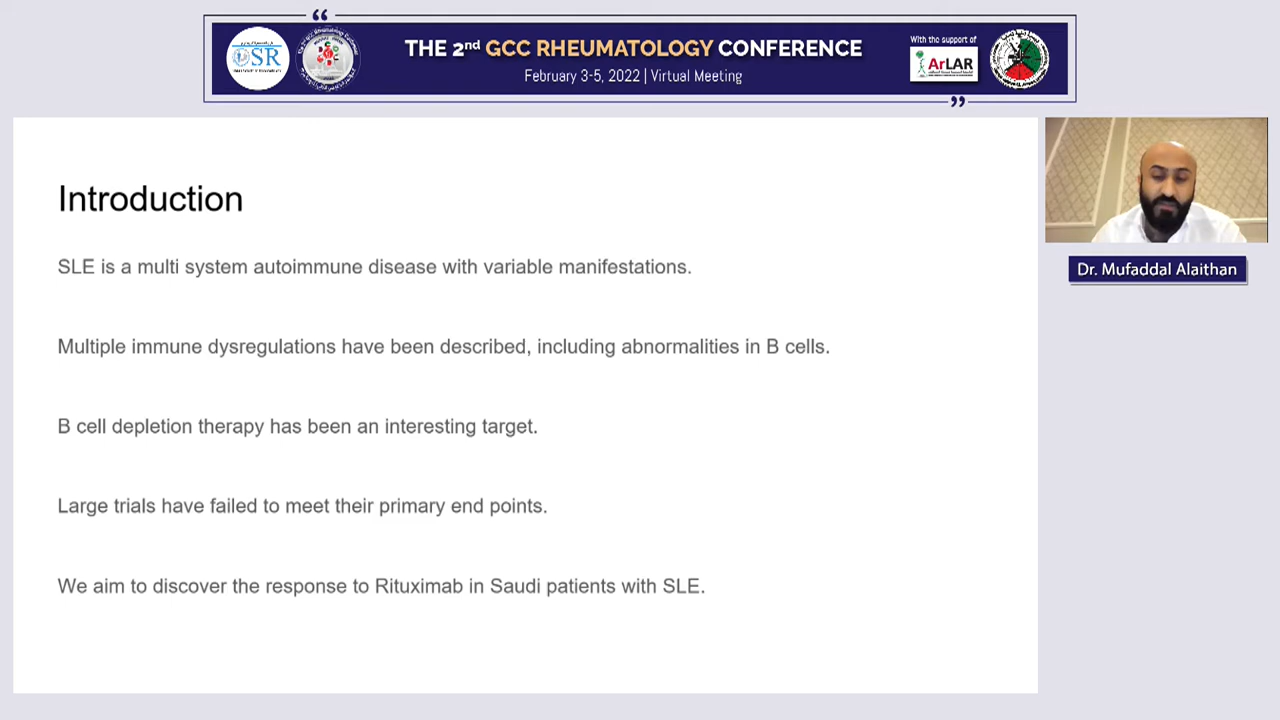 THE 2nd GCC RHEUMATOLOGY CONFERENCE
February 3-5, 2022 | Virtual Meeting
With the support of
SR
ArLAR
Introduction
SLE is a multi system autoimmune disease with variable manifestations.
Multiple immune dysregulations have been described, including abnormalities in B cells.
B cell depletion therapy has been an interesting target.
Large trials have failed to meet their primary end points.
We aim to discover the response to Rituximab in Saudi patients with SLE.
Dr. Mufaddal Alaithan